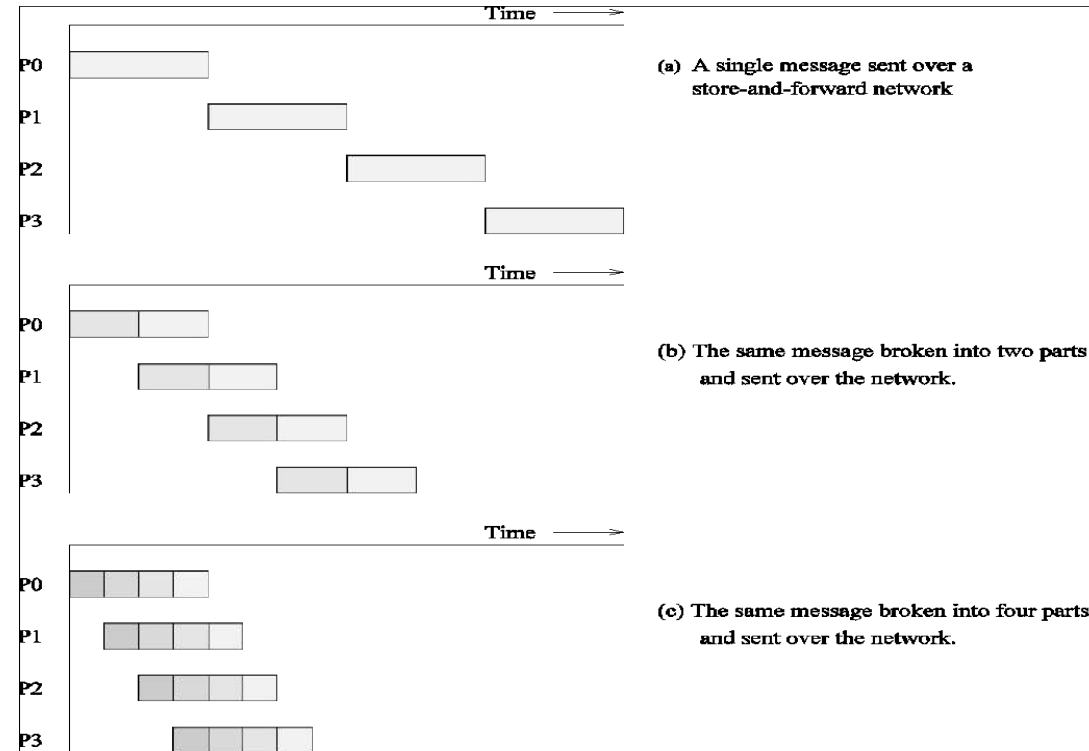 Time
P0
(a) A single message sent over a
store-and-forward network
P1
P2
P3
Time
P0
(b) The same message broken into two parts
and sent over the network.
P1
P2
P3
Time
P0
(c) The same message broken into four parts
and sent over the network.
P1
P2
P3